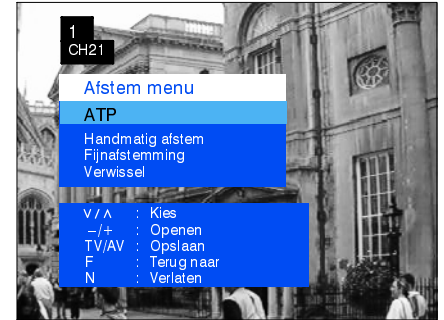 1
CH21
Afstem menu
ATP
Handmatig afstem
Fijnafstemming
Verwissel
∨/∧ : Kies
−/+ : Openen
TV/AV : Opslaan
F : Terug naar
N : Verlaten